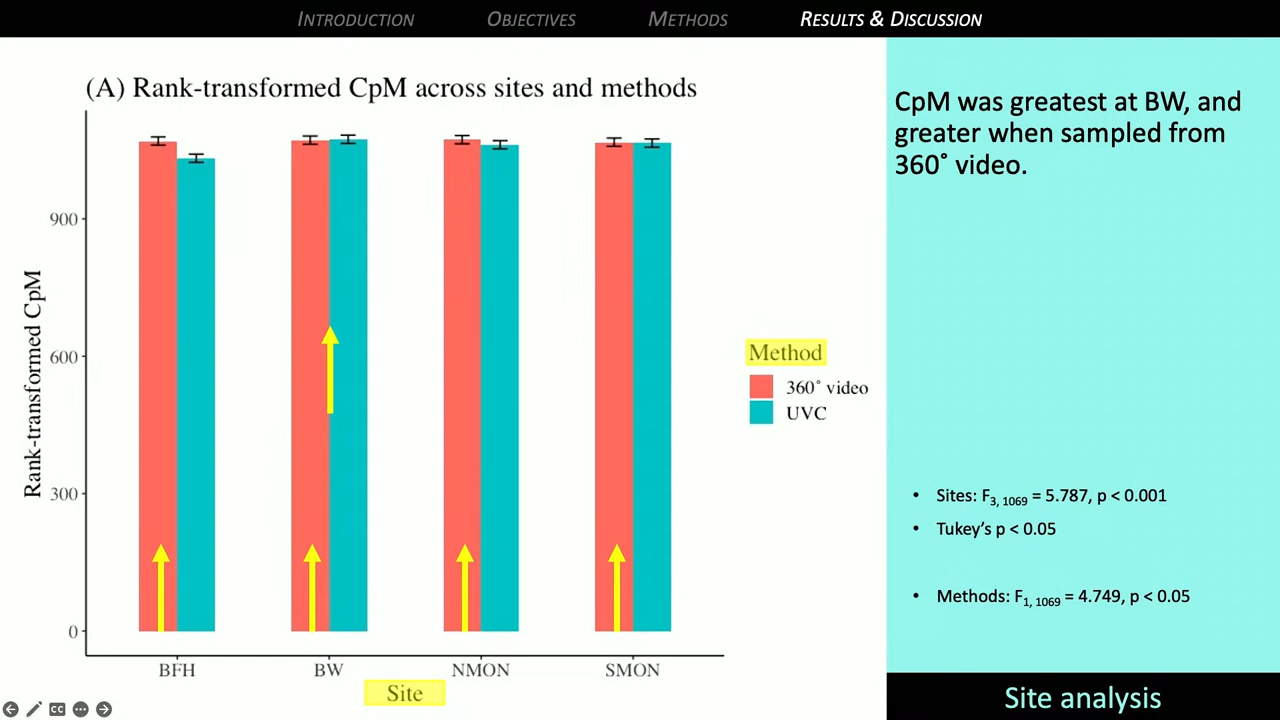 INTRODUCTION OBJECTIVES METHODS RESULTS & DISCUSSION
(A) Rank-transformed CpM across sites and methods
CpM was greatest at BW, and
greater when sampled from
360˚ video.
Rank-transformed CpM
900
600
300
0
BFH BW NMON SMON
Site
Method
360˚ video
UVC
• Sites: F3, 1069 = 5.787, p < 0.001
• Tukey’s p < 0.05
• Methods: F1, 1069 = 4.749, p < 0.05
CC
Site analysis